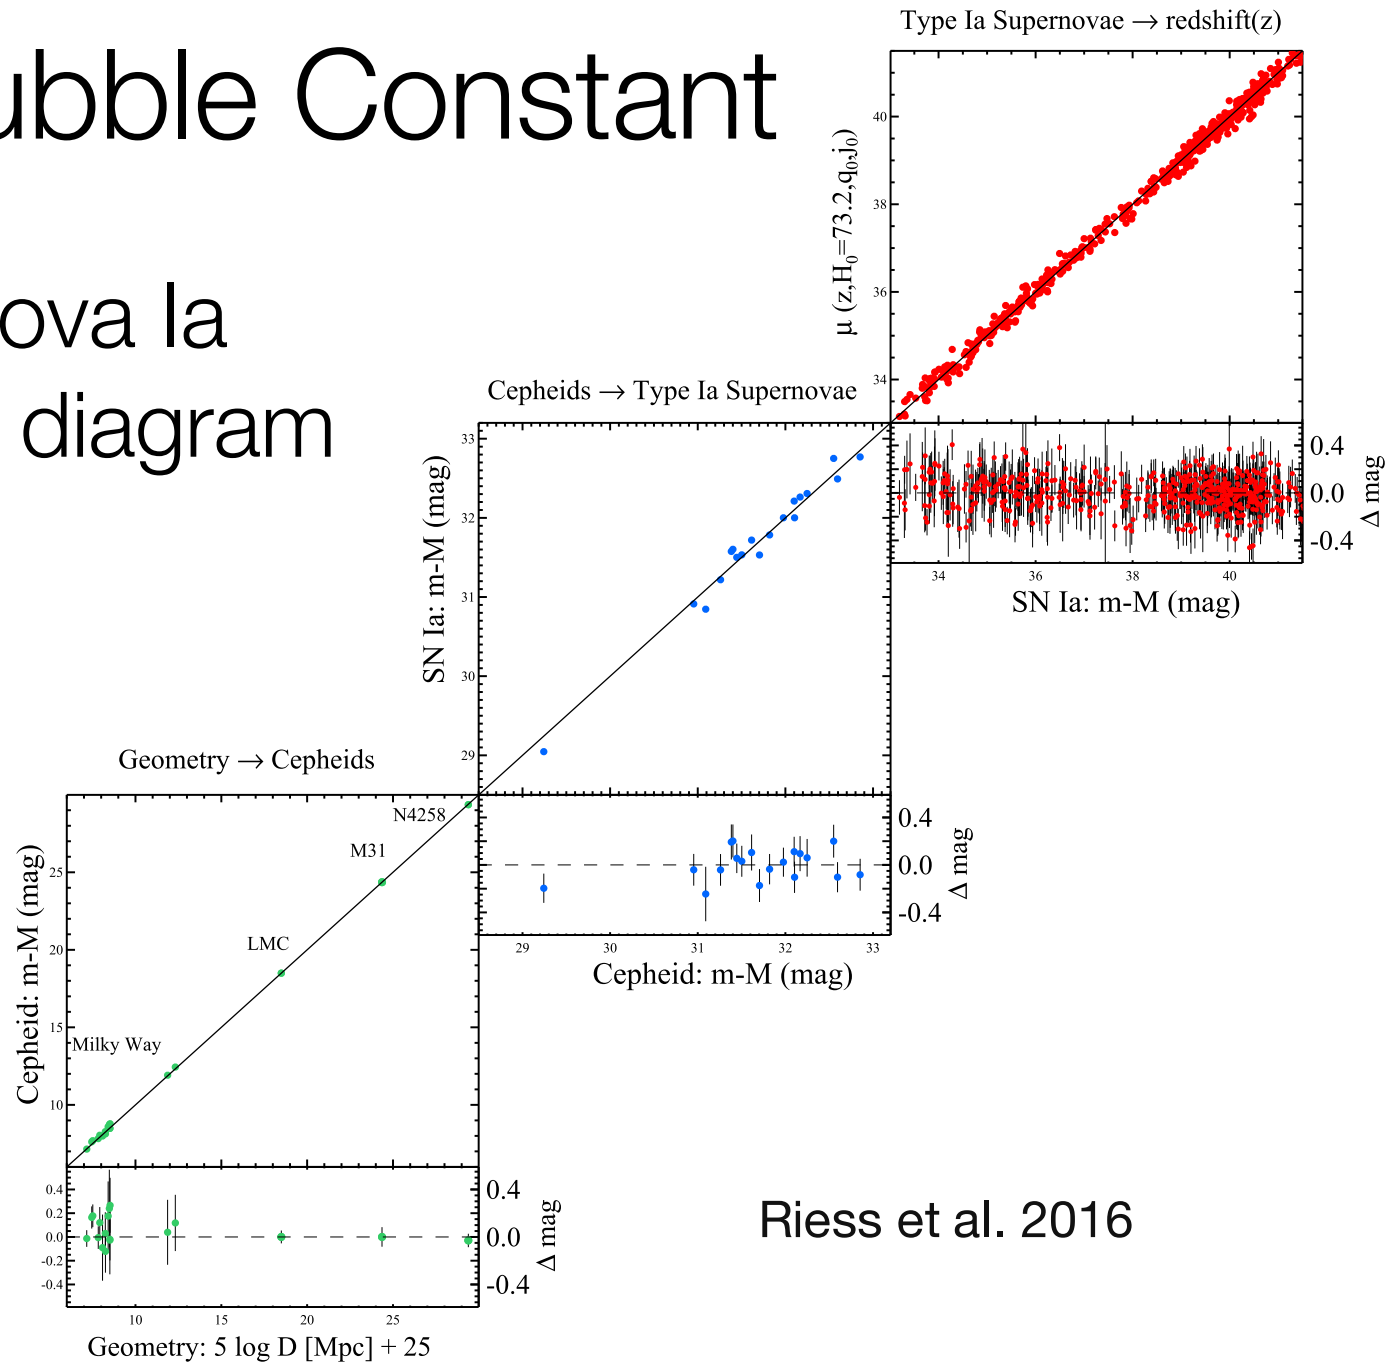 Type Ia Supernovae → redshift(z)
ubble Constant
ova Ia
diagram
μ (z,H₀=73.2,q₀,j₀)
40
38
36
34
0.4
0.0
-0.4
Δ mag
34 36 38 40
SN Ia: m-M (mag)
Cepheids → Type Ia Supernovae
SN Ia: m-M (mag)
33
32
31
30
29
0.4
0.0
-0.4
Δ mag
29 30 31 32 33
Cepheid: m-M (mag)
Geometry → Cepheids
Cepheid: m-M (mag)
25
20
15
10
N4258
M31
LMC
Milky Way
0.4
0.2
0.0
-0.2
-0.4
0.4
0.0
-0.4
Δ mag
10 15 20 25
Geometry: 5 log D [Mpc] + 25
Riess et al. 2016